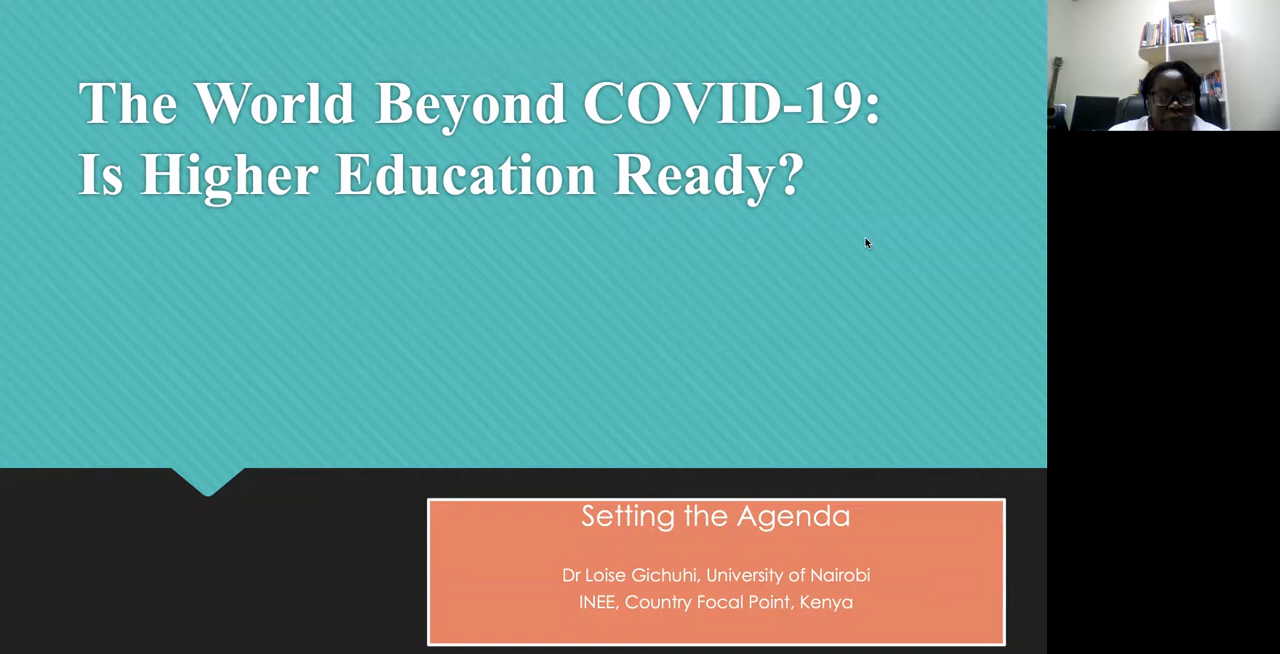 The World Beyond COVID-19:
Is Higher Education Ready?
Setting the Agenda
Dr Loise Gichuhi, University of Nairobi
INEE, Country Focal Point, Kenya